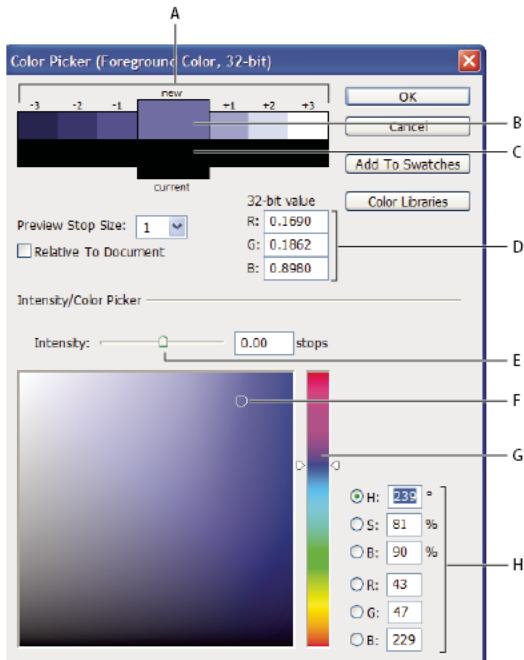 A
Color Picker (Foreground Color, 32-bit)
new
-3 -2 -1 +1 +2 +3
OK
B
Cancel
C
Add To Swatches
current
32-bit value
Color Libraries
Preview Stop Size: 1
R: 0.1690
Relative To Document
G: 0.1862
D
B: 0.8980
Intensity/Color Picker
Intensity: 0.00 stops
E
F
G
H: 239 °
S: 81 %
B: 90 %
H
R: 43
G: 47
B: 229